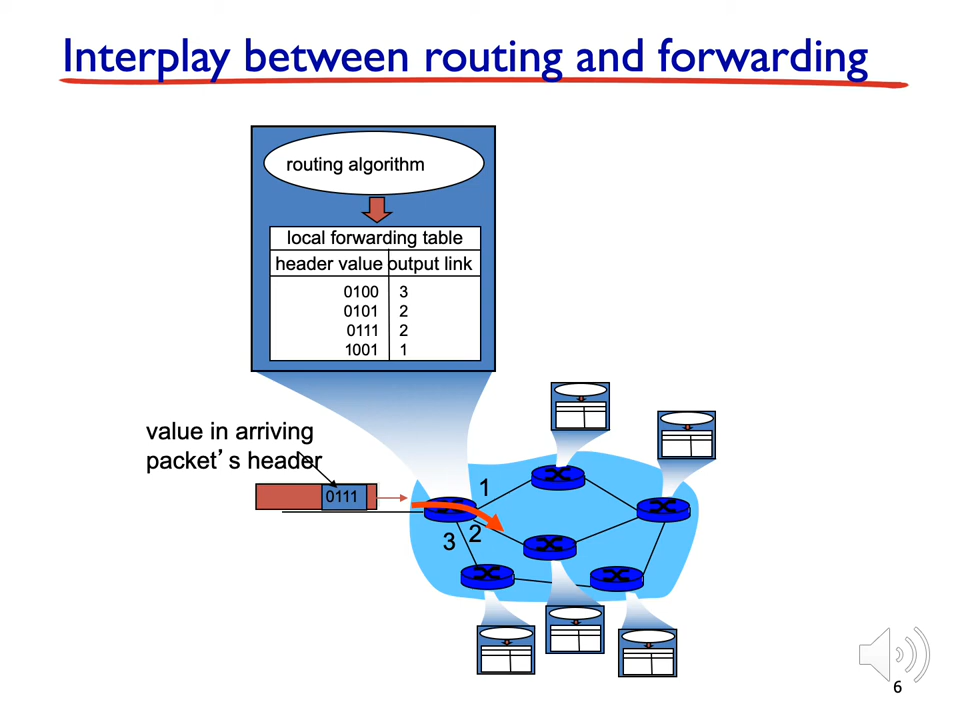 Interplay between routing and forwarding
routing algorithm
local forwarding table
header value output link
0100 3
0101 2
0111 2
1001 1
value in arriving
packet’s header
0111
1
2
3
6